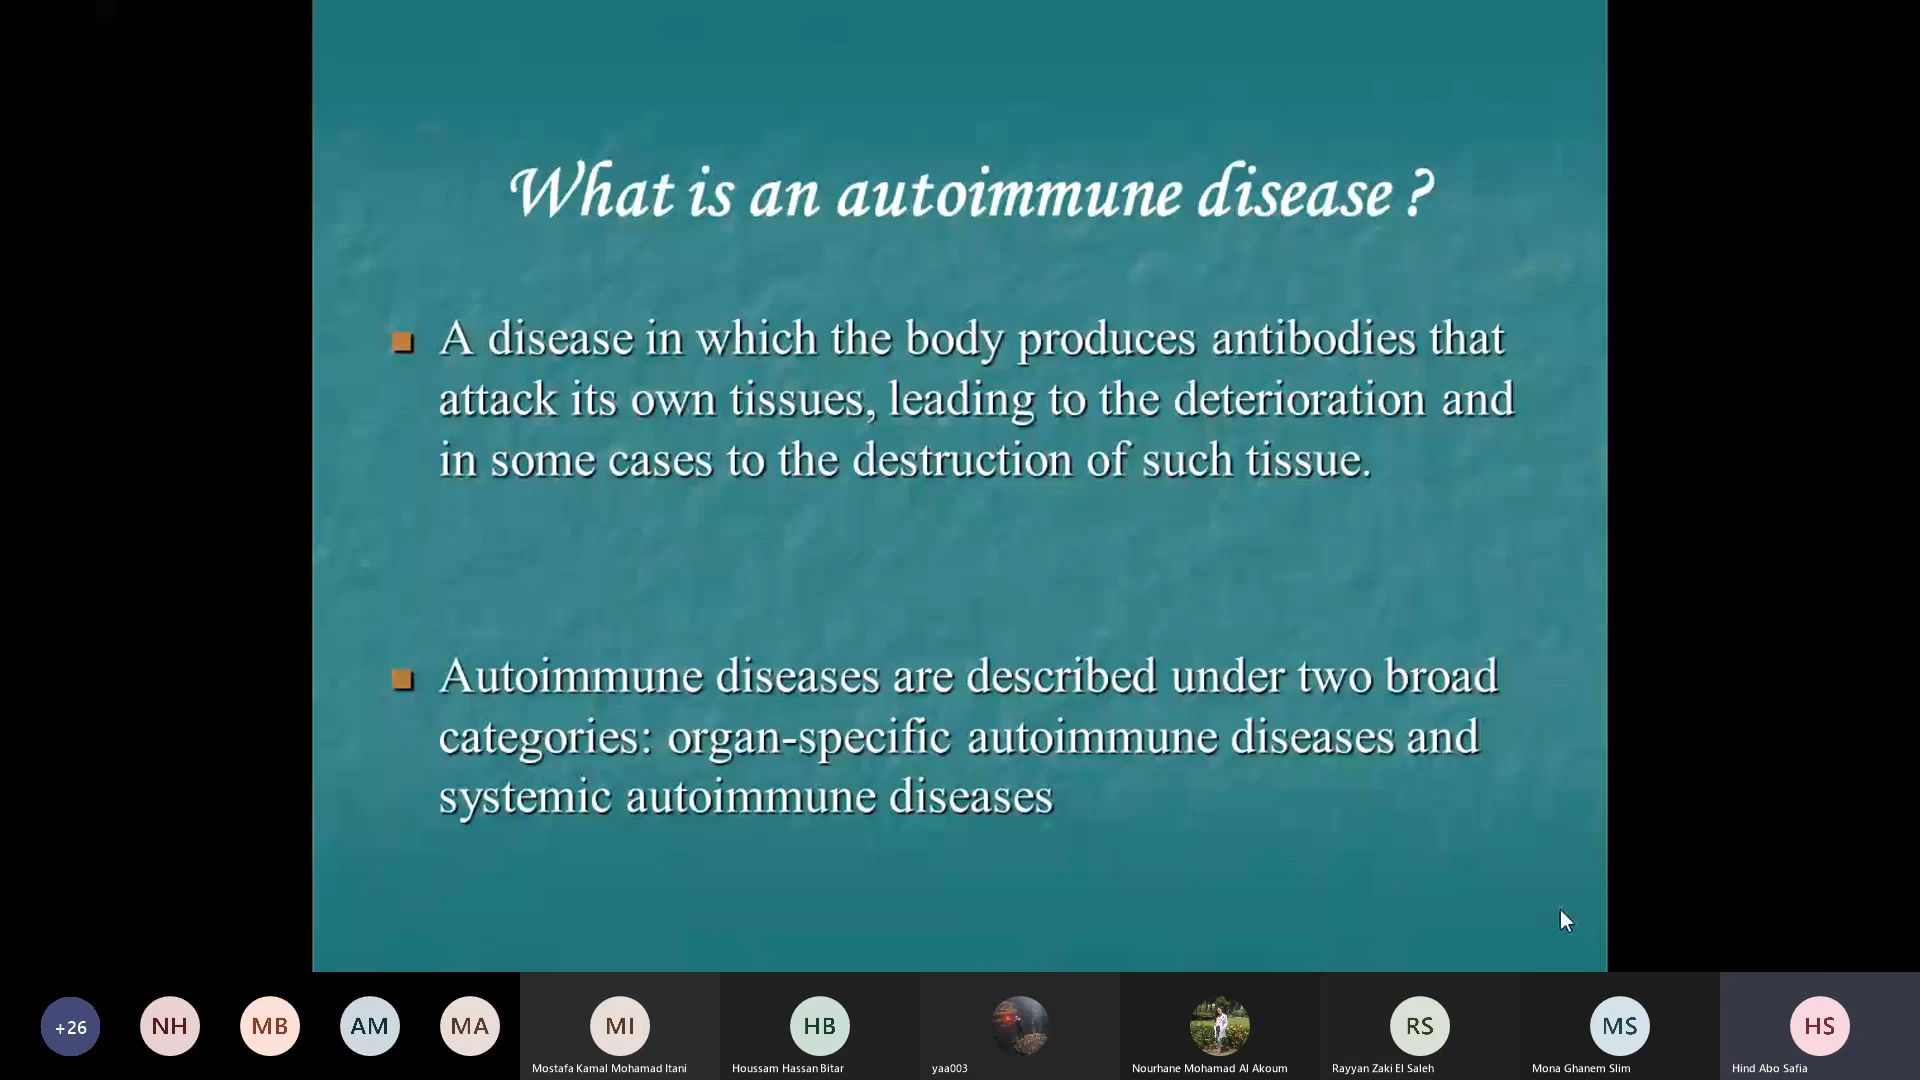 What is an autoimmune disease ?
A disease in which the body produces antibodies that
attack its own tissues, leading to the deterioration and
in some cases to the destruction of such tissue.
Autoimmune diseases are described under two broad
categories: organ-specific autoimmune diseases and
systemic autoimmune diseases
+26
NH
MB
AM
MA
MI
HB
RS
MS
HS
Mostafa Kamal Mohamad Itani
Houssam Hassan Bitar
yaa003
Nourhane Mohamad Al Akoum
Rayyan Zaki El Saleh
Mona Ghanem Slim
Hind Abo Safia